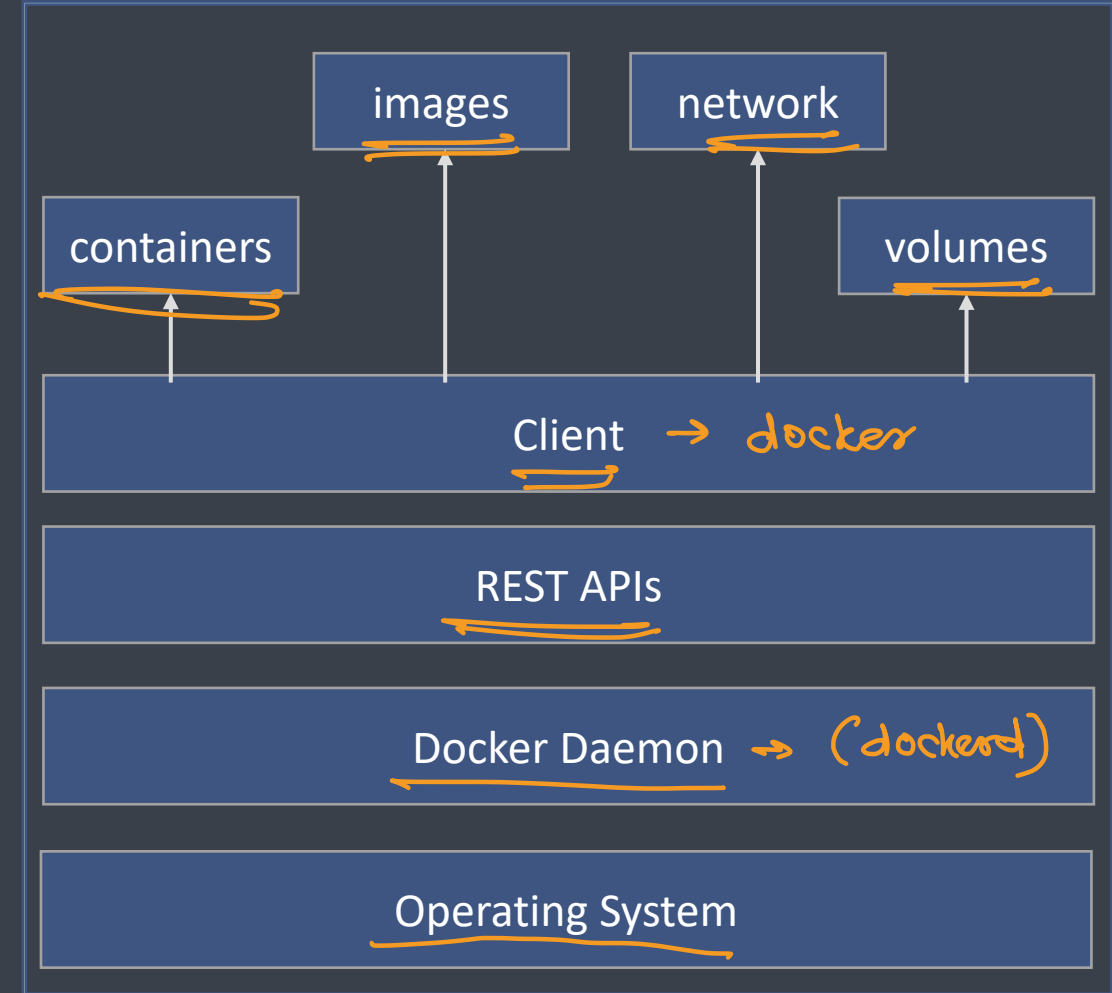 images
network
containers
volumes
Client → docker
REST APIs
Docker Daemon → (dockerd)
Operating System